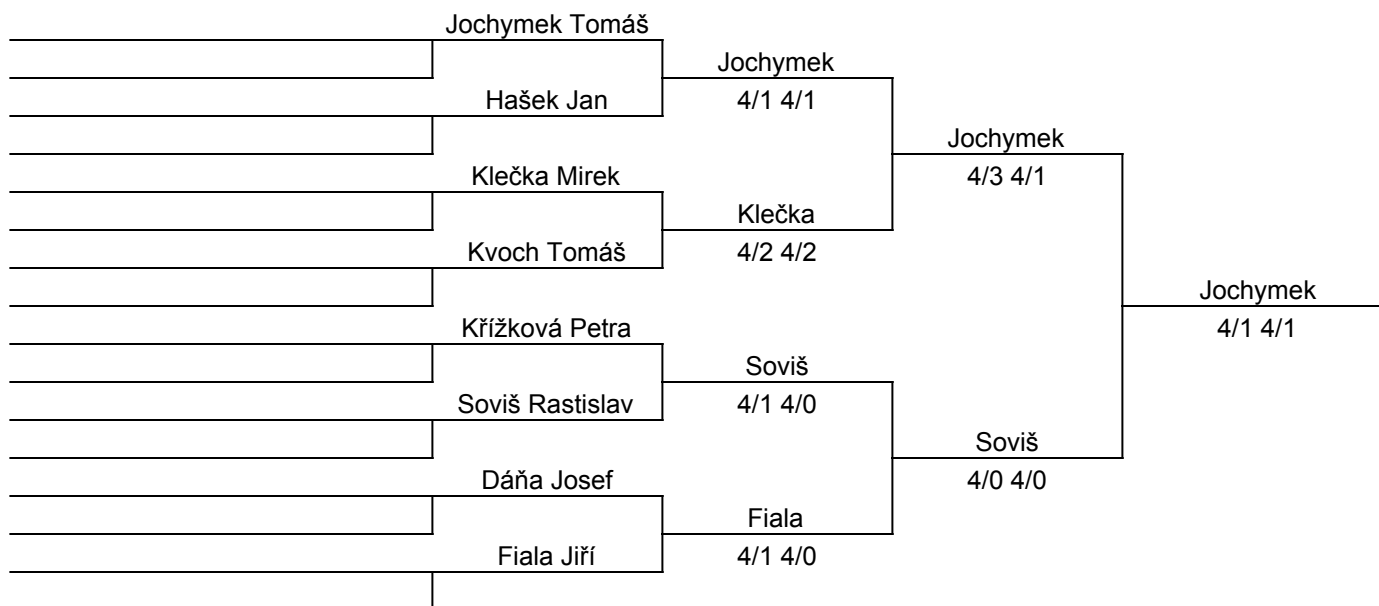 Jochymek Tomáš
Jochymek
Hašek Jan
4/1 4/1
Jochymek
Klečka Mirek
4/3 4/1
Klečka
Kvoch Tomáš
4/2 4/2
Jochymek
Křížková Petra
4/1 4/1
Soviš
Soviš Rastislav
4/1 4/0
Soviš
Dáňa Josef
4/0 4/0
Fiala
Fiala Jiří
4/1 4/0